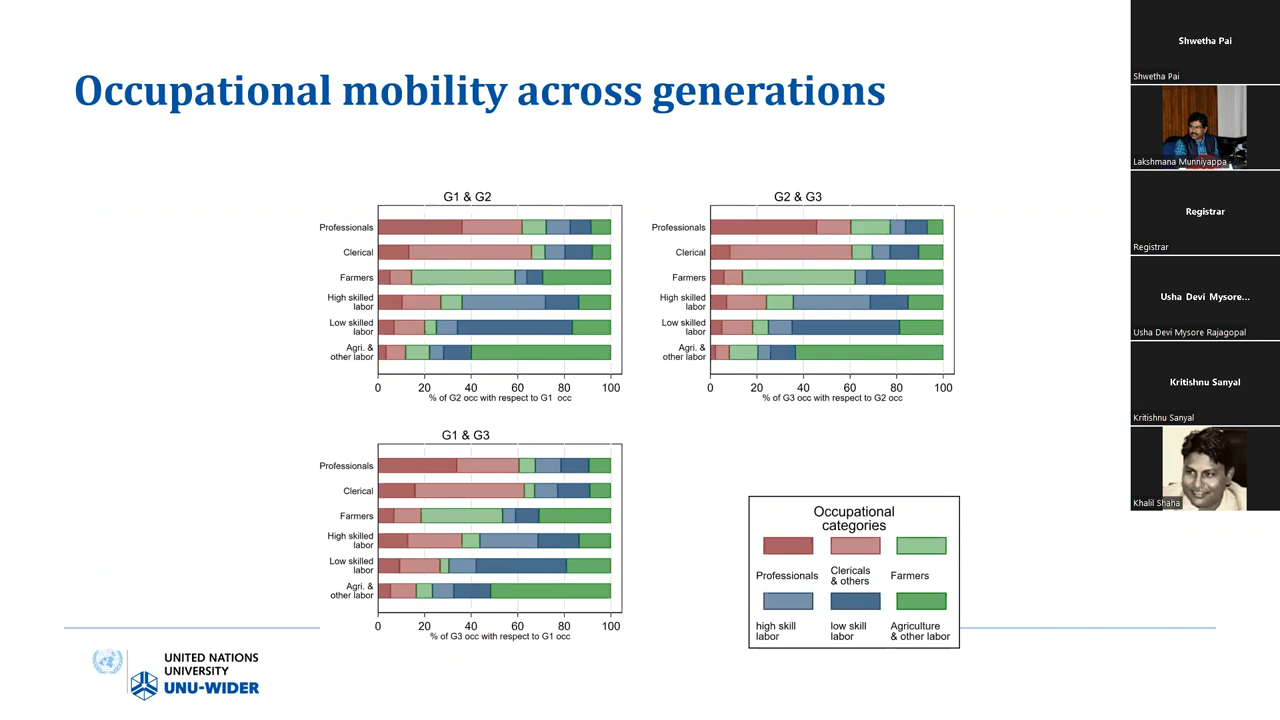 Occupational mobility across generations
G1 & G2
Professionals
Clerical
Farmers
High skilled
labor
Low skilled
labor
Agri. &
other labor
0 20 40 60 80 100
% of G2 occ with respect to G1 occ
G2 & G3
Professionals
Clerical
Farmers
High skilled
labor
Low skilled
labor
Agri. &
other labor
0 20 40 60 80 100
% of G3 occ with respect to G2 occ
G1 & G3
Professionals
Clerical
Farmers
High skilled
labor
Low skilled
labor
Agri. &
other labor
0 20 40 60 80 100
% of G3 occ with respect to G1 occ
Occupational
categories
Professionals
Clericals
& others
Farmers
high skill
labor
low skill
labor
Agriculture
& other labor
UNITED NATIONS
UNIVERSITY
UNU-WIDER
Shwetha Pai
Shwetha Pai
Lakshmana Munniyappa
Registrar
Registrar
Usha Devi Mysore...
Usha Devi Mysore Rajagopal
Kritishnu Sanyal
Kritishnu Sanyal
Khalil Shaha